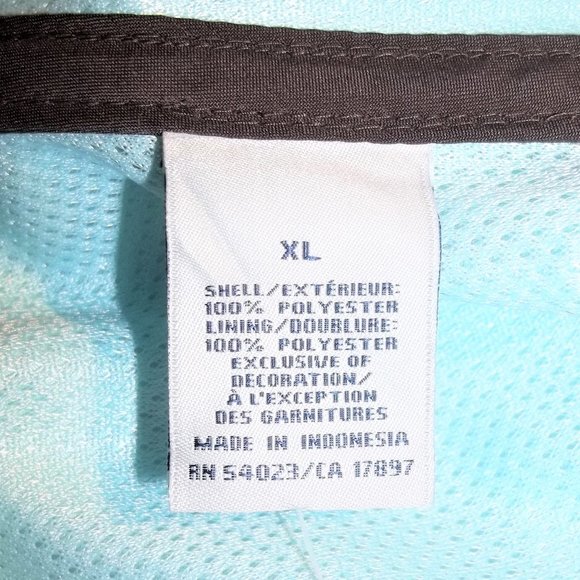 XL
SHELL/EXTÉRIEUR:
100% POLYESTER
LINING/DOUBLURE:
100% POLYESTER
EXCLUSIVE OF
DECORATION/
À L'EXCEPTION
DES GARNITURES
MADE IN INDONESIA
RN 54023/CA 17897